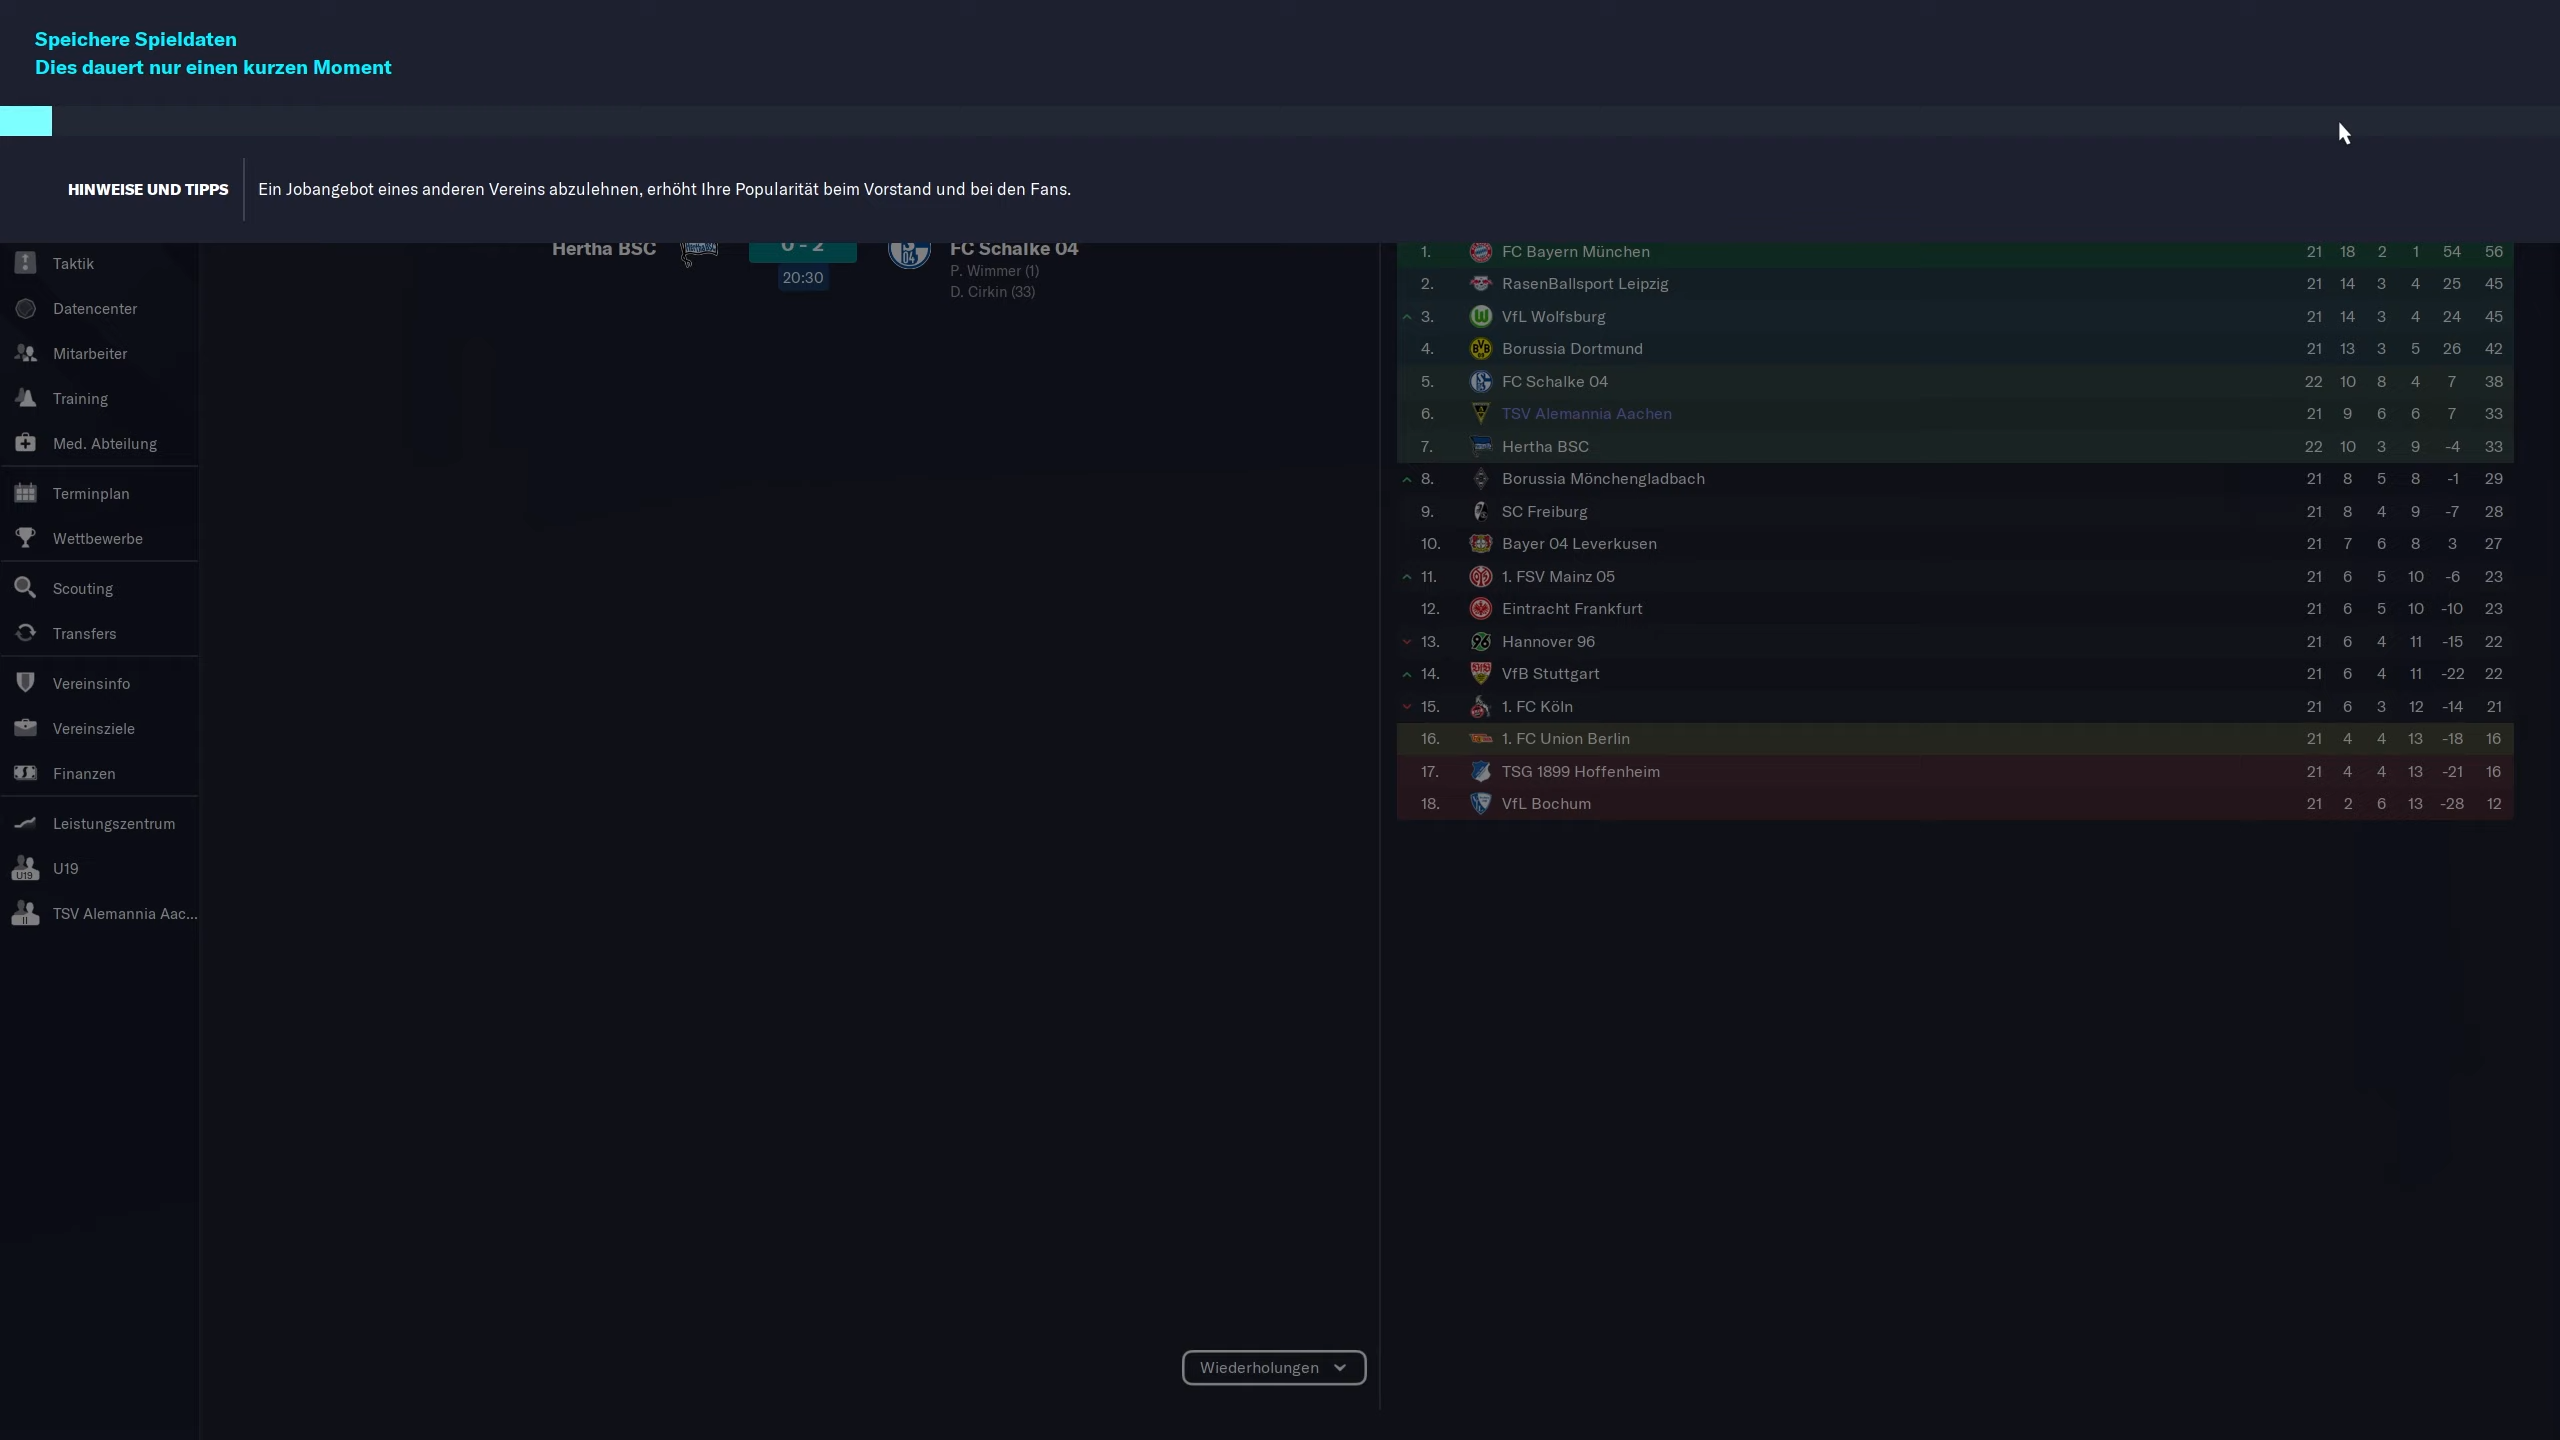 Speichere Spieldaten
Dies dauert nur einen kurzen Moment
HINWEISE UND TIPPS Ein Jobangebot eines anderen Vereins abzulehnen, erhöht Ihre Popularität beim Vorstand und bei den Fans.
Taktik
Datencenter
Mitarbeiter
Training
Med. Abteilung
Terminplan
Wettbewerbe
Scouting
Transfers
Vereinsinfo
Vereinsziele
Finanzen
Leistungszentrum
U19
TSV Alemannia Aac...
Hertha BSC 0 - 2 FC Schalke 04
20:30
P. Wimmer (1)
D. Cirkin (33)
1. FC Bayern München 21 18 2 1 54 56
2. RasenBallsport Leipzig 21 14 3 4 25 45
3. VfL Wolfsburg 21 14 3 4 24 45
4. Borussia Dortmund 21 13 3 5 26 42
5. FC Schalke 04 22 10 8 4 7 38
6. TSV Alemannia Aachen 21 9 6 6 7 33
7. Hertha BSC 22 10 3 9 -4 33
8. Borussia Mönchengladbach 21 8 5 8 -1 29
9. SC Freiburg 21 8 4 9 -7 28
10. Bayer 04 Leverkusen 21 7 6 8 3 27
11. 1. FSV Mainz 05 21 6 5 10 -6 23
12. Eintracht Frankfurt 21 6 5 10 -10 23
13. Hannover 96 21 6 4 11 -15 22
14. VfB Stuttgart 21 6 4 11 -22 22
15. 1. FC Köln 21 6 3 12 -14 21
16. 1. FC Union Berlin 21 4 4 13 -18 16
17. TSG 1899 Hoffenheim 21 4 4 13 -21 16
18. VfL Bochum 21 2 6 13 -28 12
Wiederholungen